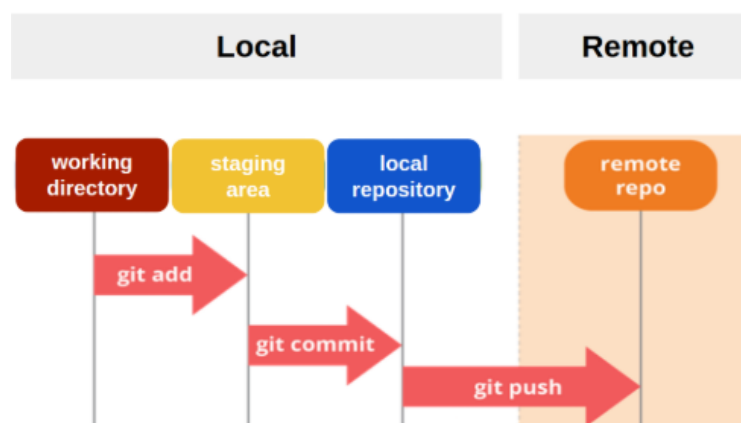 Local
Remote
working
directory
staging
area
local
repository
remote
repo
git add
git commit
git push